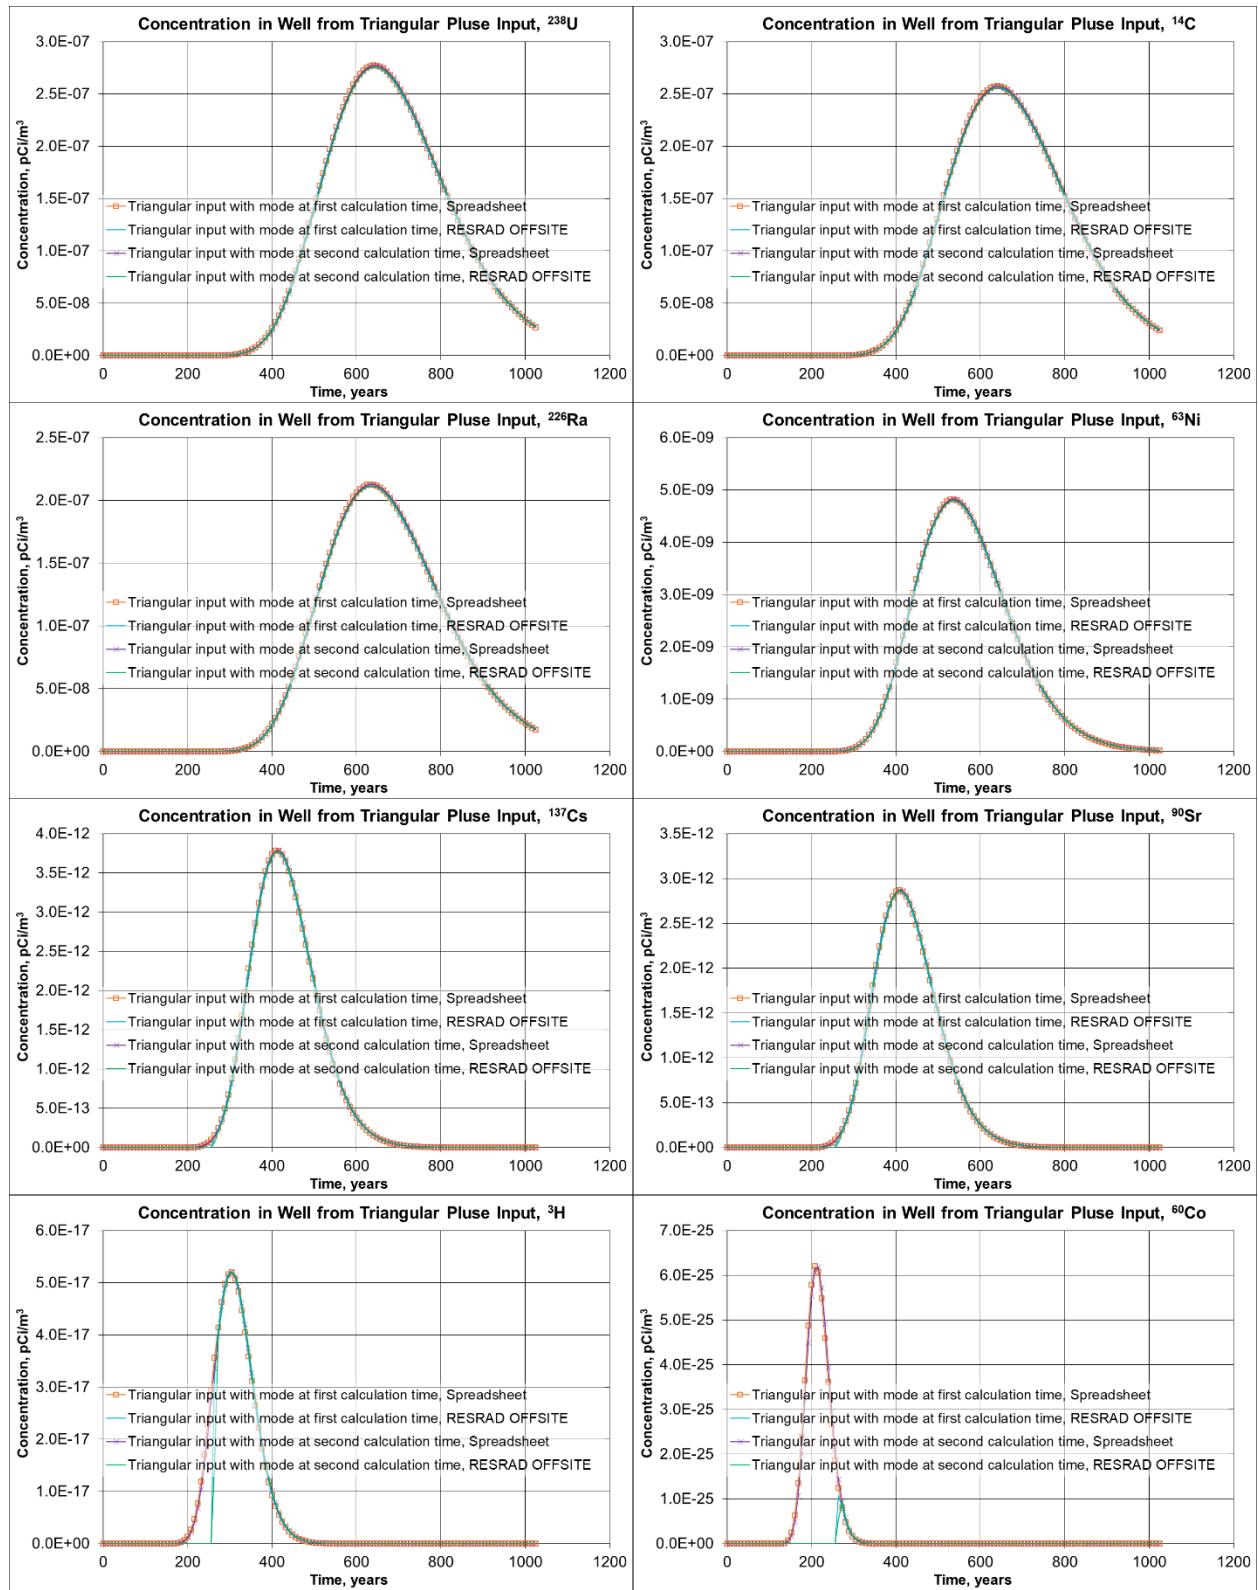 Concentration in Well from Triangular Pluse Input, ²³⁸U
Concentration, pCi/m³
3.0E-07
2.5E-07
2.0E-07
1.5E-07
1.0E-07
5.0E-08
0.0E+00
Triangular input with mode at first calculation time, Spreadsheet
Triangular input with mode at first calculation time, RESRAD OFFSITE
Triangular input with mode at second calculation time, Spreadsheet
Triangular input with mode at second calculation time, RESRAD OFFSITE
0 200 400 600 800 1000 1200
Time, years
Concentration in Well from Triangular Pluse Input, ¹⁴C
Concentration, pCi/m³
3.0E-07
2.5E-07
2.0E-07
1.5E-07
1.0E-07
5.0E-08
0.0E+00
Triangular input with mode at first calculation time, Spreadsheet
Triangular input with mode at first calculation time, RESRAD OFFSITE
Triangular input with mode at second calculation time, Spreadsheet
Triangular input with mode at second calculation time, RESRAD OFFSITE
0 200 400 600 800 1000 1200
Time, years
Concentration in Well from Triangular Pluse Input, ²²⁶Ra
Concentration, pCi/m³
2.5E-07
2.0E-07
1.5E-07
1.0E-07
5.0E-08
0.0E+00
Triangular input with mode at first calculation time, Spreadsheet
Triangular input with mode at first calculation time, RESRAD OFFSITE
Triangular input with mode at second calculation time, Spreadsheet
Triangular input with mode at second calculation time, RESRAD OFFSITE
0 200 400 600 800 1000 1200
Time, years
Concentration in Well from Triangular Pluse Input, ⁶³Ni
Concentration, pCi/m³
6.0E-09
5.0E-09
4.0E-09
3.0E-09
2.0E-09
1.0E-09
0.0E+00
Triangular input with mode at first calculation time, Spreadsheet
Triangular input with mode at first calculation time, RESRAD OFFSITE
Triangular input with mode at second calculation time, Spreadsheet
Triangular input with mode at second calculation time, RESRAD OFFSITE
0 200 400 600 800 1000 1200
Time, years
Concentration in Well from Triangular Pluse Input, ¹³⁷Cs
Concentration, pCi/m³
4.0E-12
3.5E-12
3.0E-12
2.5E-12
2.0E-12
1.5E-12
1.0E-12
5.0E-13
0.0E+00
Triangular input with mode at first calculation time, Spreadsheet
Triangular input with mode at first calculation time, RESRAD OFFSITE
Triangular input with mode at second calculation time, Spreadsheet
Triangular input with mode at second calculation time, RESRAD OFFSITE
0 200 400 600 800 1000 1200
Time, years
Concentration in Well from Triangular Pluse Input, ⁹⁰Sr
Concentration, pCi/m³
3.5E-12
3.0E-12
2.5E-12
2.0E-12
1.5E-12
1.0E-12
5.0E-13
0.0E+00
Triangular input with mode at first calculation time, Spreadsheet
Triangular input with mode at first calculation time, RESRAD OFFSITE
Triangular input with mode at second calculation time, Spreadsheet
Triangular input with mode at second calculation time, RESRAD OFFSITE
0 200 400 600 800 1000 1200
Time, years
Concentration in Well from Triangular Pluse Input, ³H
Concentration, pCi/m³
6.0E-17
5.0E-17
4.0E-17
3.0E-17
2.0E-17
1.0E-17
0.0E+00
Triangular input with mode at first calculation time, Spreadsheet
Triangular input with mode at first calculation time, RESRAD OFFSITE
Triangular input with mode at second calculation time, Spreadsheet
Triangular input with mode at second calculation time, RESRAD OFFSITE
0 200 400 600 800 1000 1200
Time, years
Concentration in Well from Triangular Pluse Input, ⁶⁰Co
Concentration, pCi/m³
7.0E-25
6.0E-25
5.0E-25
4.0E-25
3.0E-25
2.0E-25
1.0E-25
0.0E+00
Triangular input with mode at first calculation time, Spreadsheet
Triangular input with mode at first calculation time, RESRAD OFFSITE
Triangular input with mode at second calculation time, Spreadsheet
Triangular input with mode at second calculation time, RESRAD OFFSITE
0 200 400 600 800 1000 1200
Time, years